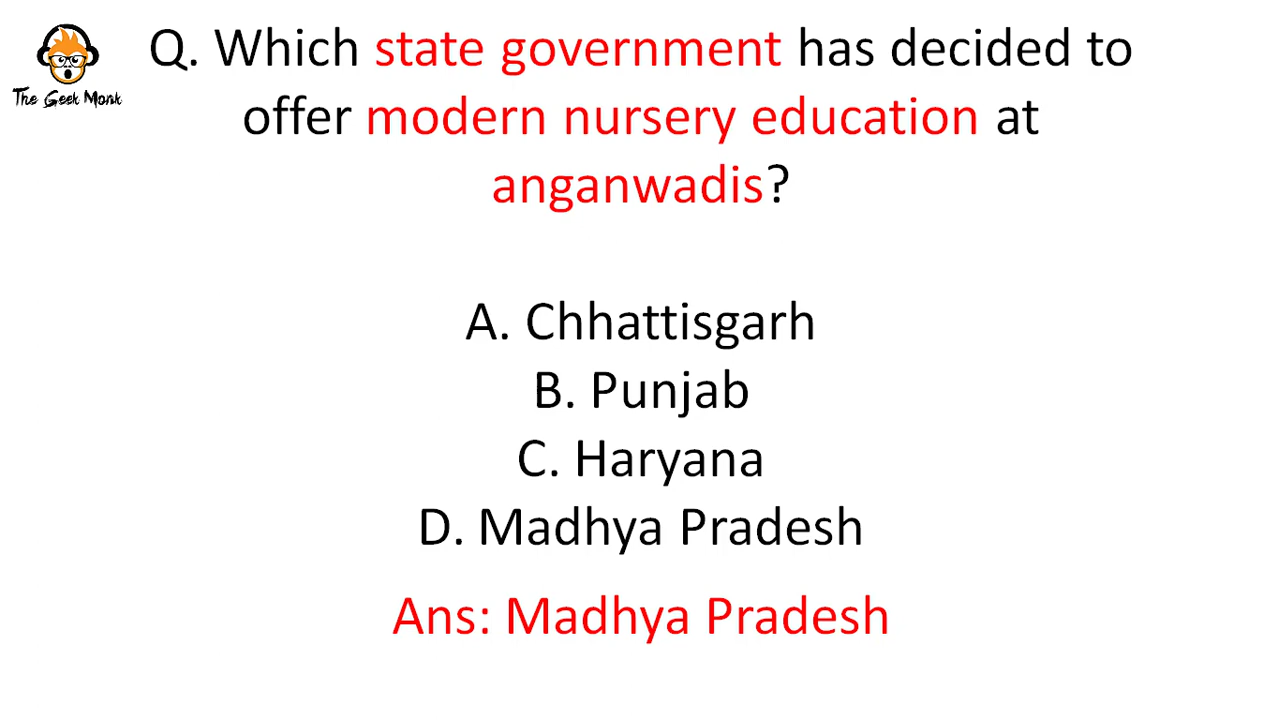 The Geek Monk
Q. Which state government has decided to
offer modern nursery education at
anganwadis?
A. Chhattisgarh
B. Punjab
C. Haryana
D. Madhya Pradesh
Ans: Madhya Pradesh